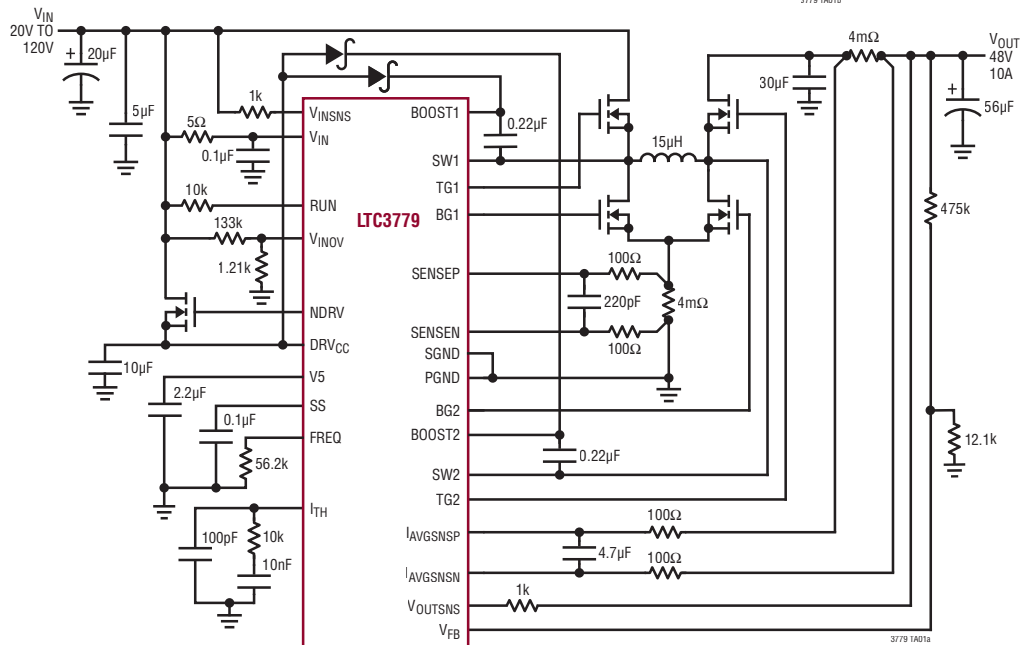 3779 TA01b
VIN
20V TO
120V
20µF
+
5µF
1k
5Ω
0.1µF
10k
133k
1.21k
10µF
2.2µF
0.1µF
56.2k
100pF
10k
10nF
LTC3779
VINSNS
VIN
RUN
VINOV
NDRV
DRVCC
V5
SS
FREQ
ITH
BOOST1
SW1
TG1
BG1
SENSEP
SENSEN
SGND
PGND
BG2
BOOST2
SW2
TG2
IAVGSNSP
IAVGSNSN
VOUTSNS
VFB
0.22µF
15µH
100Ω
220pF
4mΩ
100Ω
0.22µF
100Ω
4.7µF
100Ω
1k
30µF
4mΩ
VOUT
48V
10A
+
56µF
475k
12.1k
3779 TA01a